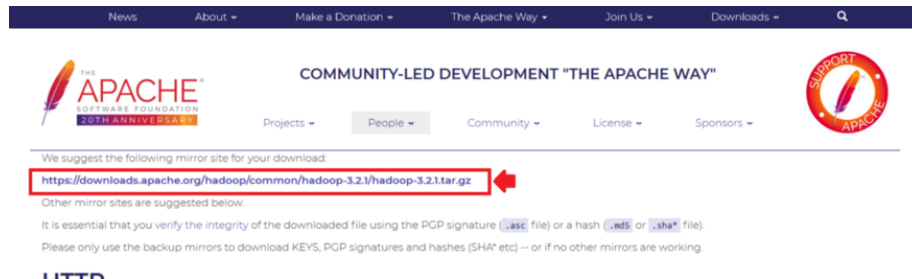 News About Make a Donation The Apache Way Join Us Downloads
THE
APACHE®
SOFTWARE FOUNDATION
20TH ANNIVERSARY
COMMUNITY-LED DEVELOPMENT "THE APACHE WAY"
SUPPORT
APACHE
Projects People Community License Sponsors
We suggest the following mirror site for your download:
https://downloads.apache.org/hadoop/common/hadoop-3.2.1/hadoop-3.2.1.tar.gz
Other mirror sites are suggested below.
It is essential that you verify the integrity of the downloaded file using the PGP signature (.asc file) or a hash (.md5 or .sha* file).
Please only use the backup mirrors to download KEYS, PGP signatures and hashes (SHA* etc) -- or if no other mirrors are working.
HTTP